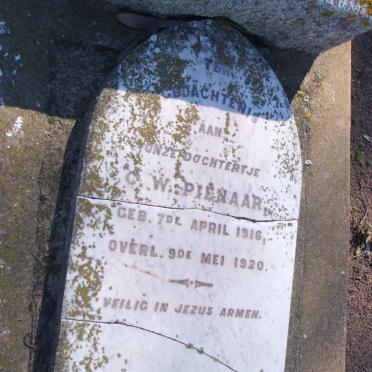 TER
GEDACHTENIS
AAN
ONZE DOCHTERTJE
C. W. PIENAAR
GEB. 7DE APRIL 1916,
OVERL. 9DE MEI 1920.
VEILIG IN JEZUS ARMEN.